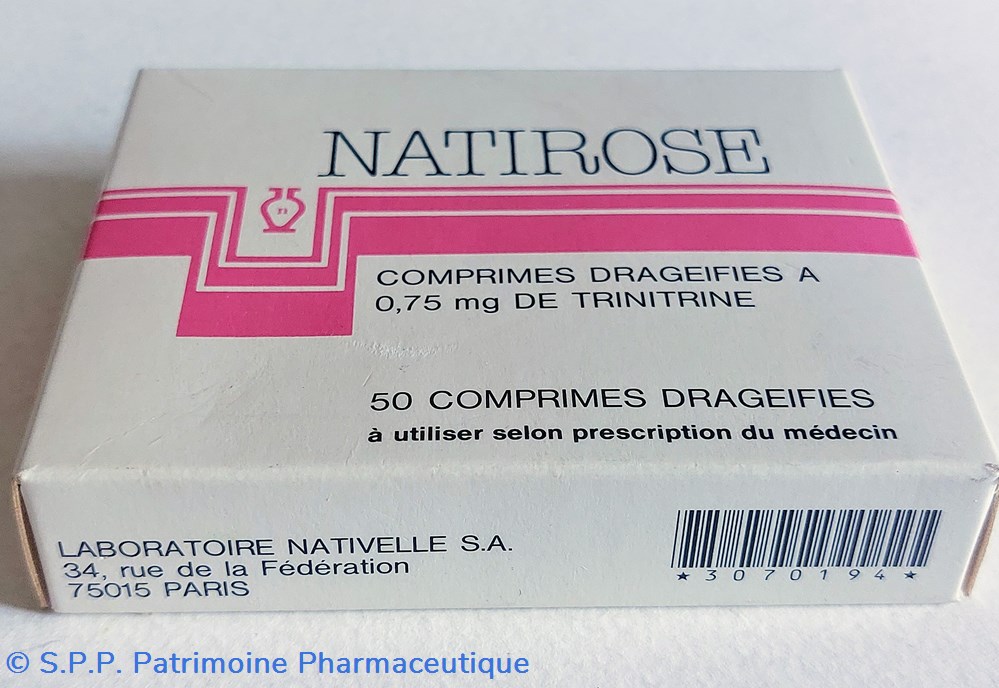 NATIROSE
n
COMPRIMES DRAGEIFIES A
0,75 mg DE TRINITRINE
50 COMPRIMES DRAGEIFIES
à utiliser selon prescription du médecin
LABORATOIRE NATIVELLE S.A.
34, rue de la Fédération
75015 PARIS
★3070194★
© S.P.P. Patrimoine Pharmaceutique